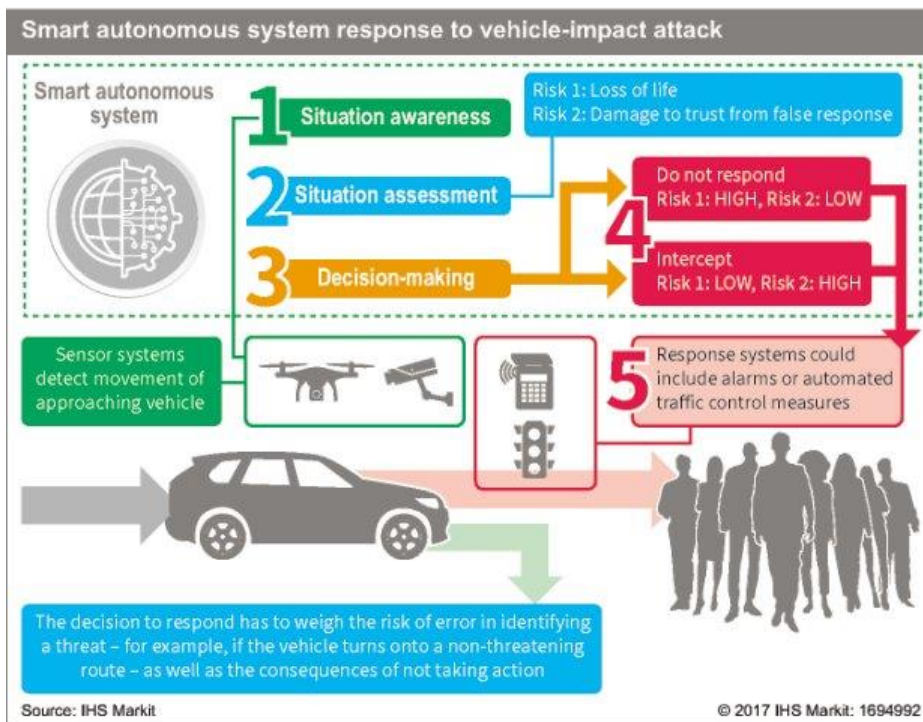 Smart autonomous system response to vehicle-impact attack
Smart autonomous
system
1 Situation awareness
Risk 1: Loss of life
Risk 2: Damage to trust from false response
2 Situation assessment
3 Decision-making
4
Do not respond
Risk 1: HIGH, Risk 2: LOW
Intercept
Risk 1: LOW, Risk 2: HIGH
Sensor systems
detect movement of
approaching vehicle
5 Response systems could
include alarms or automated
traffic control measures
The decision to respond has to weigh the risk of error in identifying
a threat – for example, if the vehicle turns onto a non-threatening
route – as well as the consequences of not taking action
Source: IHS Markit
© 2017 IHS Markit: 1694992